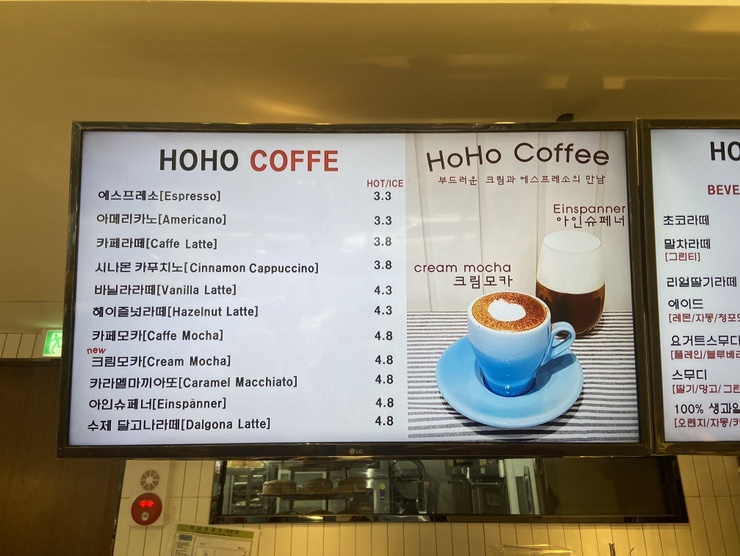 HOHO COFFE
HOT/ICE
에스프레소[Espresso] 3.3
아메리카노[Americano] 3.3
카페라떼[Caffe Latte] 3.8
시나몬 카푸치노[Cinnamon Cappuccino] 3.8
바닐라라떼[Vanilla Latte] 4.3
헤이즐넛라떼[Hazelnut Latte] 4.3
카페모카[Caffe Mocha] 4.8
new
크림모카[Cream Mocha] 4.8
카라멜마끼아또[Caramel Macchiato] 4.8
아인슈페너[Einspänner] 4.8
수제 달고나라떼[Dalgona Latte] 4.8
HoHo Coffee
부드러운 크림과 에스프레소의 만남
Einspanner
아인슈페너
cream mocha
크림모카
LG
HO
BEVE
초코라떼
말차라떼
[그린티]
리얼딸기라떼
에이드
[레몬/자몽/청포도
요거트스무디
[플레인/블루베리
스무디
[딸기/망고/그린
100% 생과일
[오렌지/자몽/키